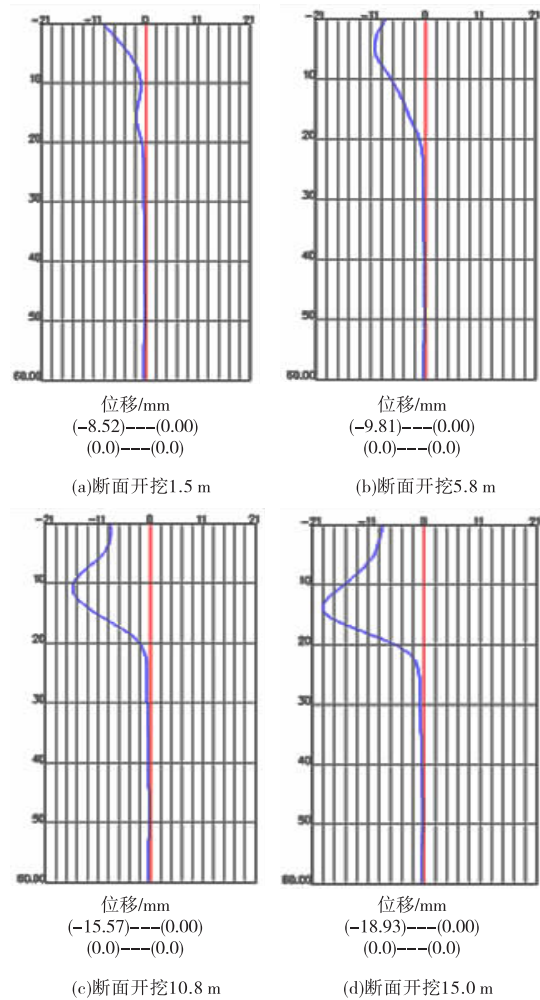 -21 -11 0 11 21
10
20
30
40
50
60.00
位移/mm
(-8.52)---(0.00)
(0.0)---(0.0)
(a)断面开挖1.5 m
-21 -11 0 11 21
10
20
30
40
50
60.00
位移/mm
(-9.81)---(0.00)
(0.0)---(0.0)
(b)断面开挖5.8 m
-21 -11 0 11 21
10
20
30
40
50
60.00
位移/mm
(-15.57)---(0.00)
(0.0)---(0.0)
(c)断面开挖10.8 m
-21 -11 0 11 21
10
20
30
40
50
60.00
位移/mm
(-18.93)---(0.00)
(0.0)---(0.0)
(d)断面开挖15.0 m